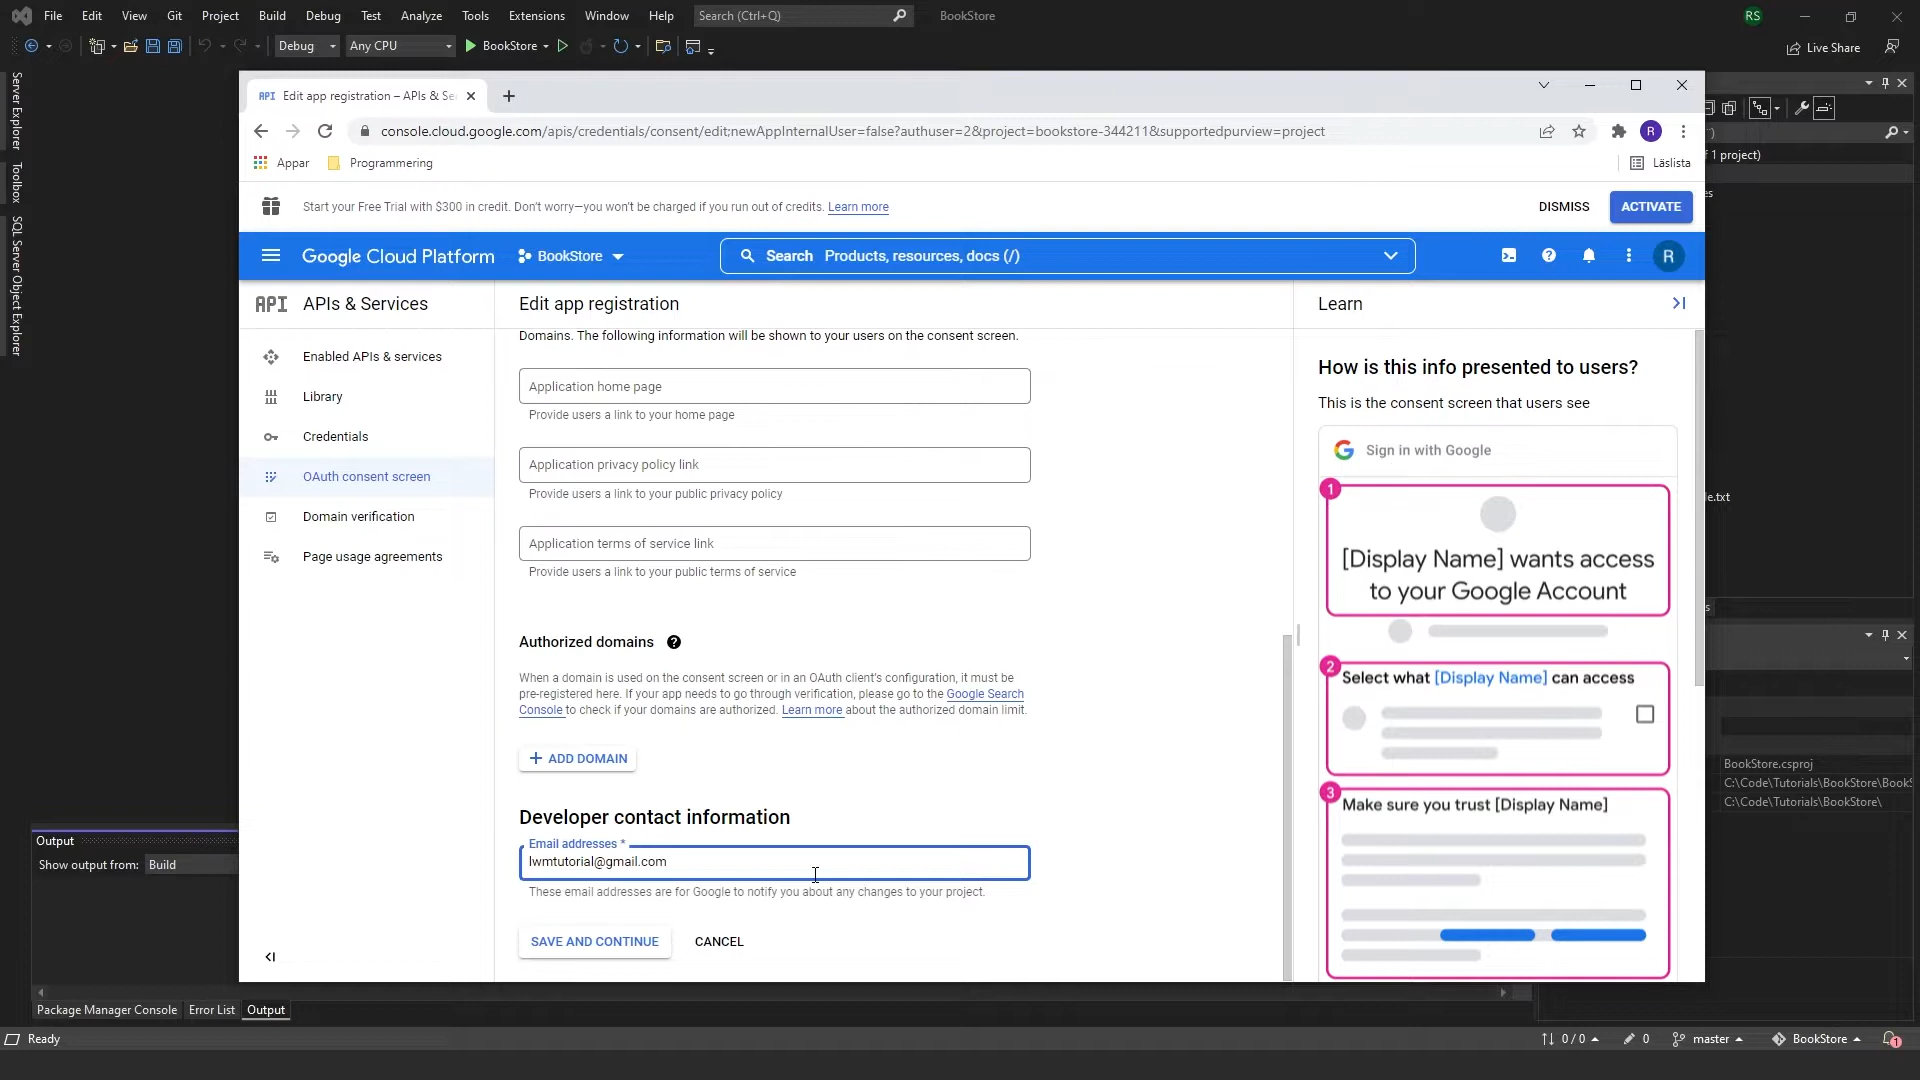 File Edit View Git Project Build Debug Test Analyze Tools Extensions Window Help Search (Ctrl+Q) BookStore RS
Debug Any CPU BookStore Live Share
Server Explorer
Toolbox
SQL Server Object Explorer
API Edit app registration – APIs & Se
console.cloud.google.com/apis/credentials/consent/edit;newAppInternalUser=false?authuser=2&project=bookstore-344211&supportedpurview=project R
Appar Programmering Läslista
f 1 project)
Start your Free Trial with $300 in credit. Don't worry—you won't be charged if you run out of credits. Learn more DISMISS ACTIVATE
Google Cloud Platform BookStore Search Products, resources, docs (/) R
API APIs & Services
Enabled APIs & services
Library
Credentials
OAuth consent screen
Domain verification
Page usage agreements
Edit app registration
Domains. The following information will be shown to your users on the consent screen.
Application home page
Provide users a link to your home page
Application privacy policy link
Provide users a link to your public privacy policy
Application terms of service link
Provide users a link to your public terms of service
Authorized domains
When a domain is used on the consent screen or in an OAuth client's configuration, it must be
pre-registered here. If your app needs to go through verification, please go to the Google Search
Console to check if your domains are authorized. Learn more about the authorized domain limit.
+ ADD DOMAIN
Developer contact information
Email addresses *
lwmtutorial@gmail.com
These email addresses are for Google to notify you about any changes to your project.
SAVE AND CONTINUE CANCEL
Learn
How is this info presented to users?
This is the consent screen that users see
G Sign in with Google
1
[Display Name] wants access
to your Google Account
2
Select what [Display Name] can access
3
Make sure you trust [Display Name]
le.txt
BookStore.csproj
C:\Code\Tutorials\BookStore\BookS
C:\Code\Tutorials\BookStore\
Output
Show output from: Build
Package Manager Console Error List Output
Ready 0 / 0 0 master BookStore 1